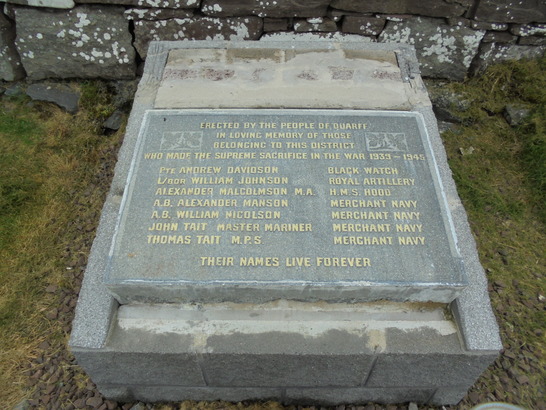 ERECTED BY THE PEOPLE OF QUARFF
IN LOVING MEMORY OF THOSE
BELONGING TO THIS DISTRICT
WHO MADE THE SUPREME SACRIFICE IN THE WAR 1939-1945
PTE ANDREW DAVIDSON BLACK WATCH
L/BDR WILLIAM JOHNSON ROYAL ARTILLERY
ALEXANDER MALCOLMSON M.A. H.M.S. HOOD
A.B. ALEXANDER MANSON MERCHANT NAVY
A.B. WILLIAM NICOLSON MERCHANT NAVY
JOHN TAIT MASTER MARINER MERCHANT NAVY
THOMAS TAIT M.P.S. MERCHANT NAVY
THEIR NAMES LIVE FOREVER